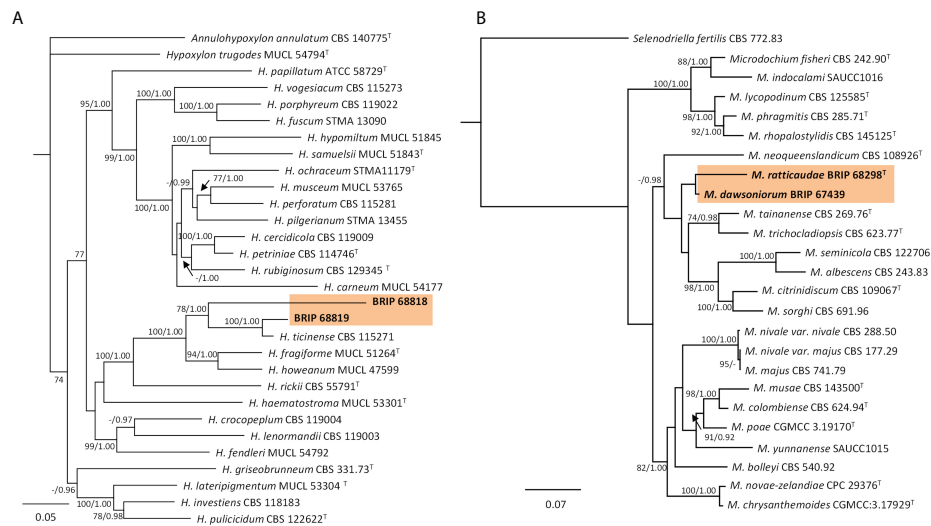 A
Annulohypoxylon annulatum CBS 140775ᵀ
Hypoxylon trugodes MUCL 54794ᵀ
H. papillatum ATCC 58729ᵀ
95/1.00
H. vogesiacum CBS 115273
100/1.00
H. porphyreum CBS 119022
100/1.00
H. fuscum STMA 13090
99/1.00
H. hypomiltum MUCL 51845
100/1.00
H. samuelsii MUCL 51843ᵀ
H. ochraceum STMA11179ᵀ
-/0.99
77/1.00
H. musceum MUCL 53765
H. perforatum CBS 115281
100/1.00
H. pilgerianum STMA 13455
H. cercidicola CBS 119009
100/1.00
H. petriniae CBS 114746ᵀ
H. rubiginosum CBS 129345 ᵀ
-/1.00
H. carneum MUCL 54177
77
BRIP 68818
78/1.00
BRIP 68819
100/1.00
H. ticinense CBS 115271
100/1.00
H. fragiforme MUCL 51264ᵀ
94/1.00
H. howeanum MUCL 47599
100/1.00
H. rickii CBS 55791ᵀ
74
H. haematostroma MUCL 53301ᵀ
-/0.97
H. crocopeplum CBS 119004
H. lenormandii CBS 119003
99/1.00
H. fendleri MUCL 54792
H. griseobrunneum CBS 331.73ᵀ
-/0.96
H. lateripigmentum MUCL 53304 ᵀ
100/1.00
H. investiens CBS 118183
78/0.98
H. pulicicidum CBS 122622ᵀ
0.05
B
Selenodriella fertilis CBS 772.83
Microdochium fisheri CBS 242.90ᵀ
88/1.00
M. indocalami SAUCC1016
100/1.00
M. lycopodinum CBS 125585ᵀ
M. phragmitis CBS 285.71ᵀ
98/1.00
M. rhopalostylidis CBS 145125ᵀ
92/1.00
M. neoqueenslandicum CBS 108926ᵀ
-/0.98
M. ratticaudae BRIP 68298ᵀ
M. dawsoniorum BRIP 67439
M. tainanense CBS 269.76ᵀ
74/0.98
M. trichocladiopsis CBS 623.77ᵀ
M. seminicola CBS 122706
100/1.00
M. albescens CBS 243.83
98/1.00
M. citrinidiscum CBS 109067ᵀ
100/1.00
M. sorghi CBS 691.96
M. nivale var. nivale CBS 288.50
100/1.00
M. nivale var. majus CBS 177.29
95/-
M. majus CBS 741.79
M. musae CBS 143500ᵀ
98/1.00
M. colombiense CBS 624.94ᵀ
M. poae CGMCC 3.19170ᵀ
91/0.92
M. yunnanense SAUCC1015
82/1.00
M. bolleyi CBS 540.92
M. novae-zelandiae CPC 29376ᵀ
100/1.00
M. chrysanthemoides CGMCC:3.17929ᵀ
0.07